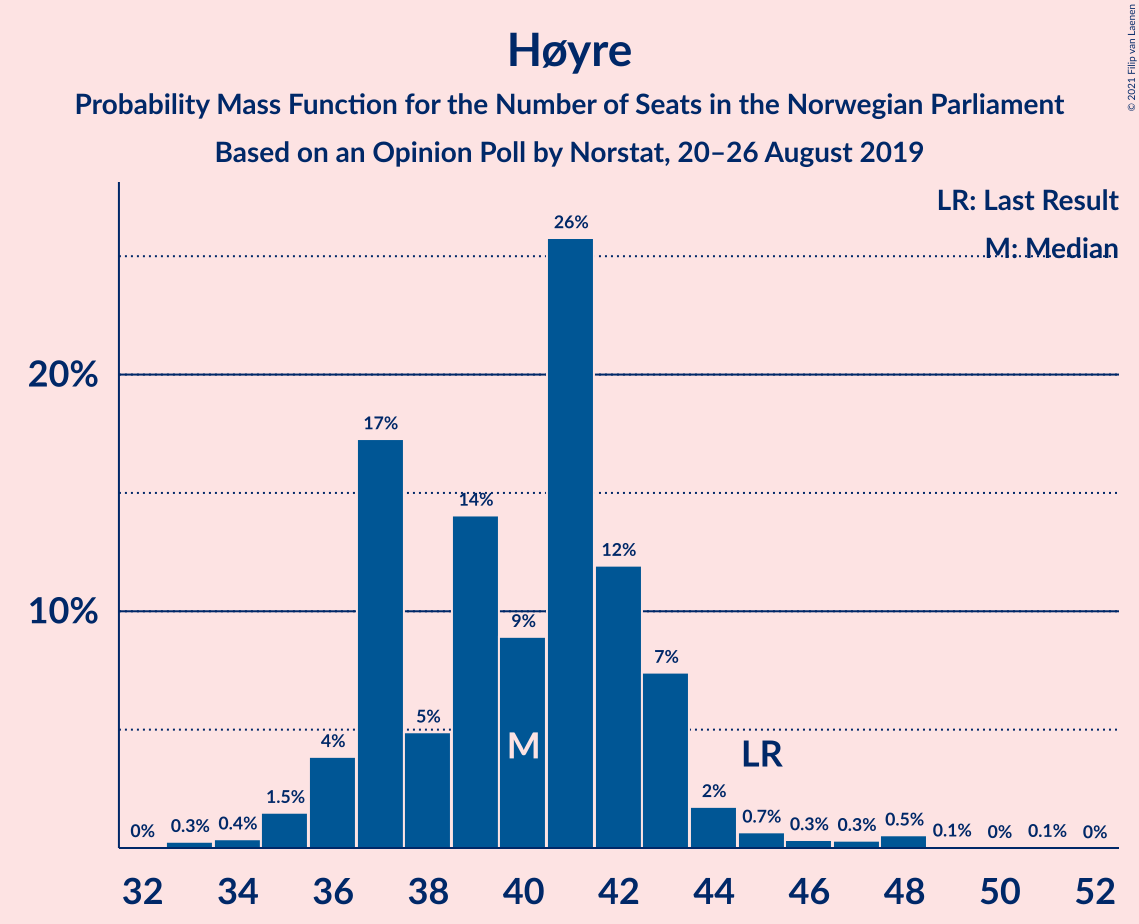 Høyre
Probability Mass Function for the Number of Seats in the Norwegian Parliament
Based on an Opinion Poll by Norstat, 20–26 August 2019
© 2021 Filip van Laenen
LR: Last Result
M: Median
20%
10%
0%
0.3%
0.4%
1.5%
4%
17%
5%
14%
9%
26%
12%
7%
2%
0.7%
0.3%
0.3%
0.5%
0.1%
0%
0.1%
0%
M
LR
32 34 36 38 40 42 44 46 48 50 52